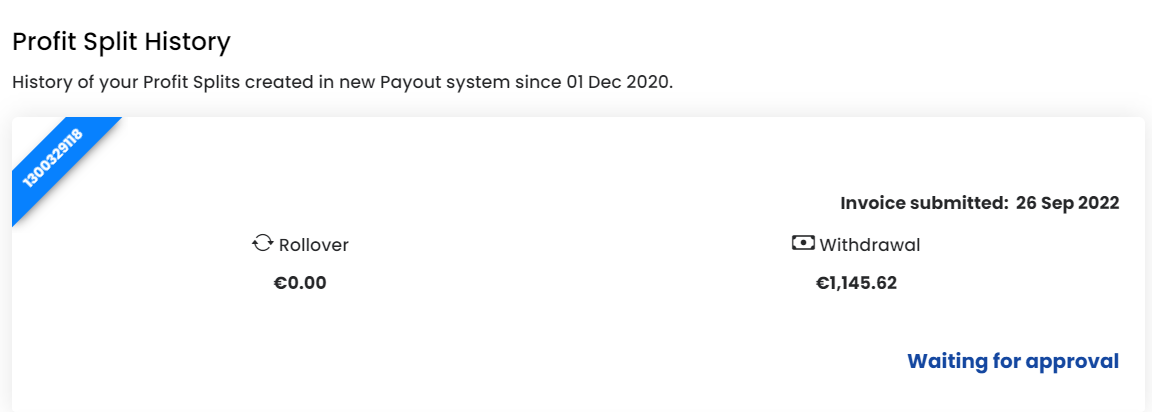 Profit Split History
History of your Profit Splits created in new Payout system since 01 Dec 2020.
1300329118
Invoice submitted: 26 Sep 2022
Rollover
Withdrawal
€0.00
€1,145.62
Waiting for approval